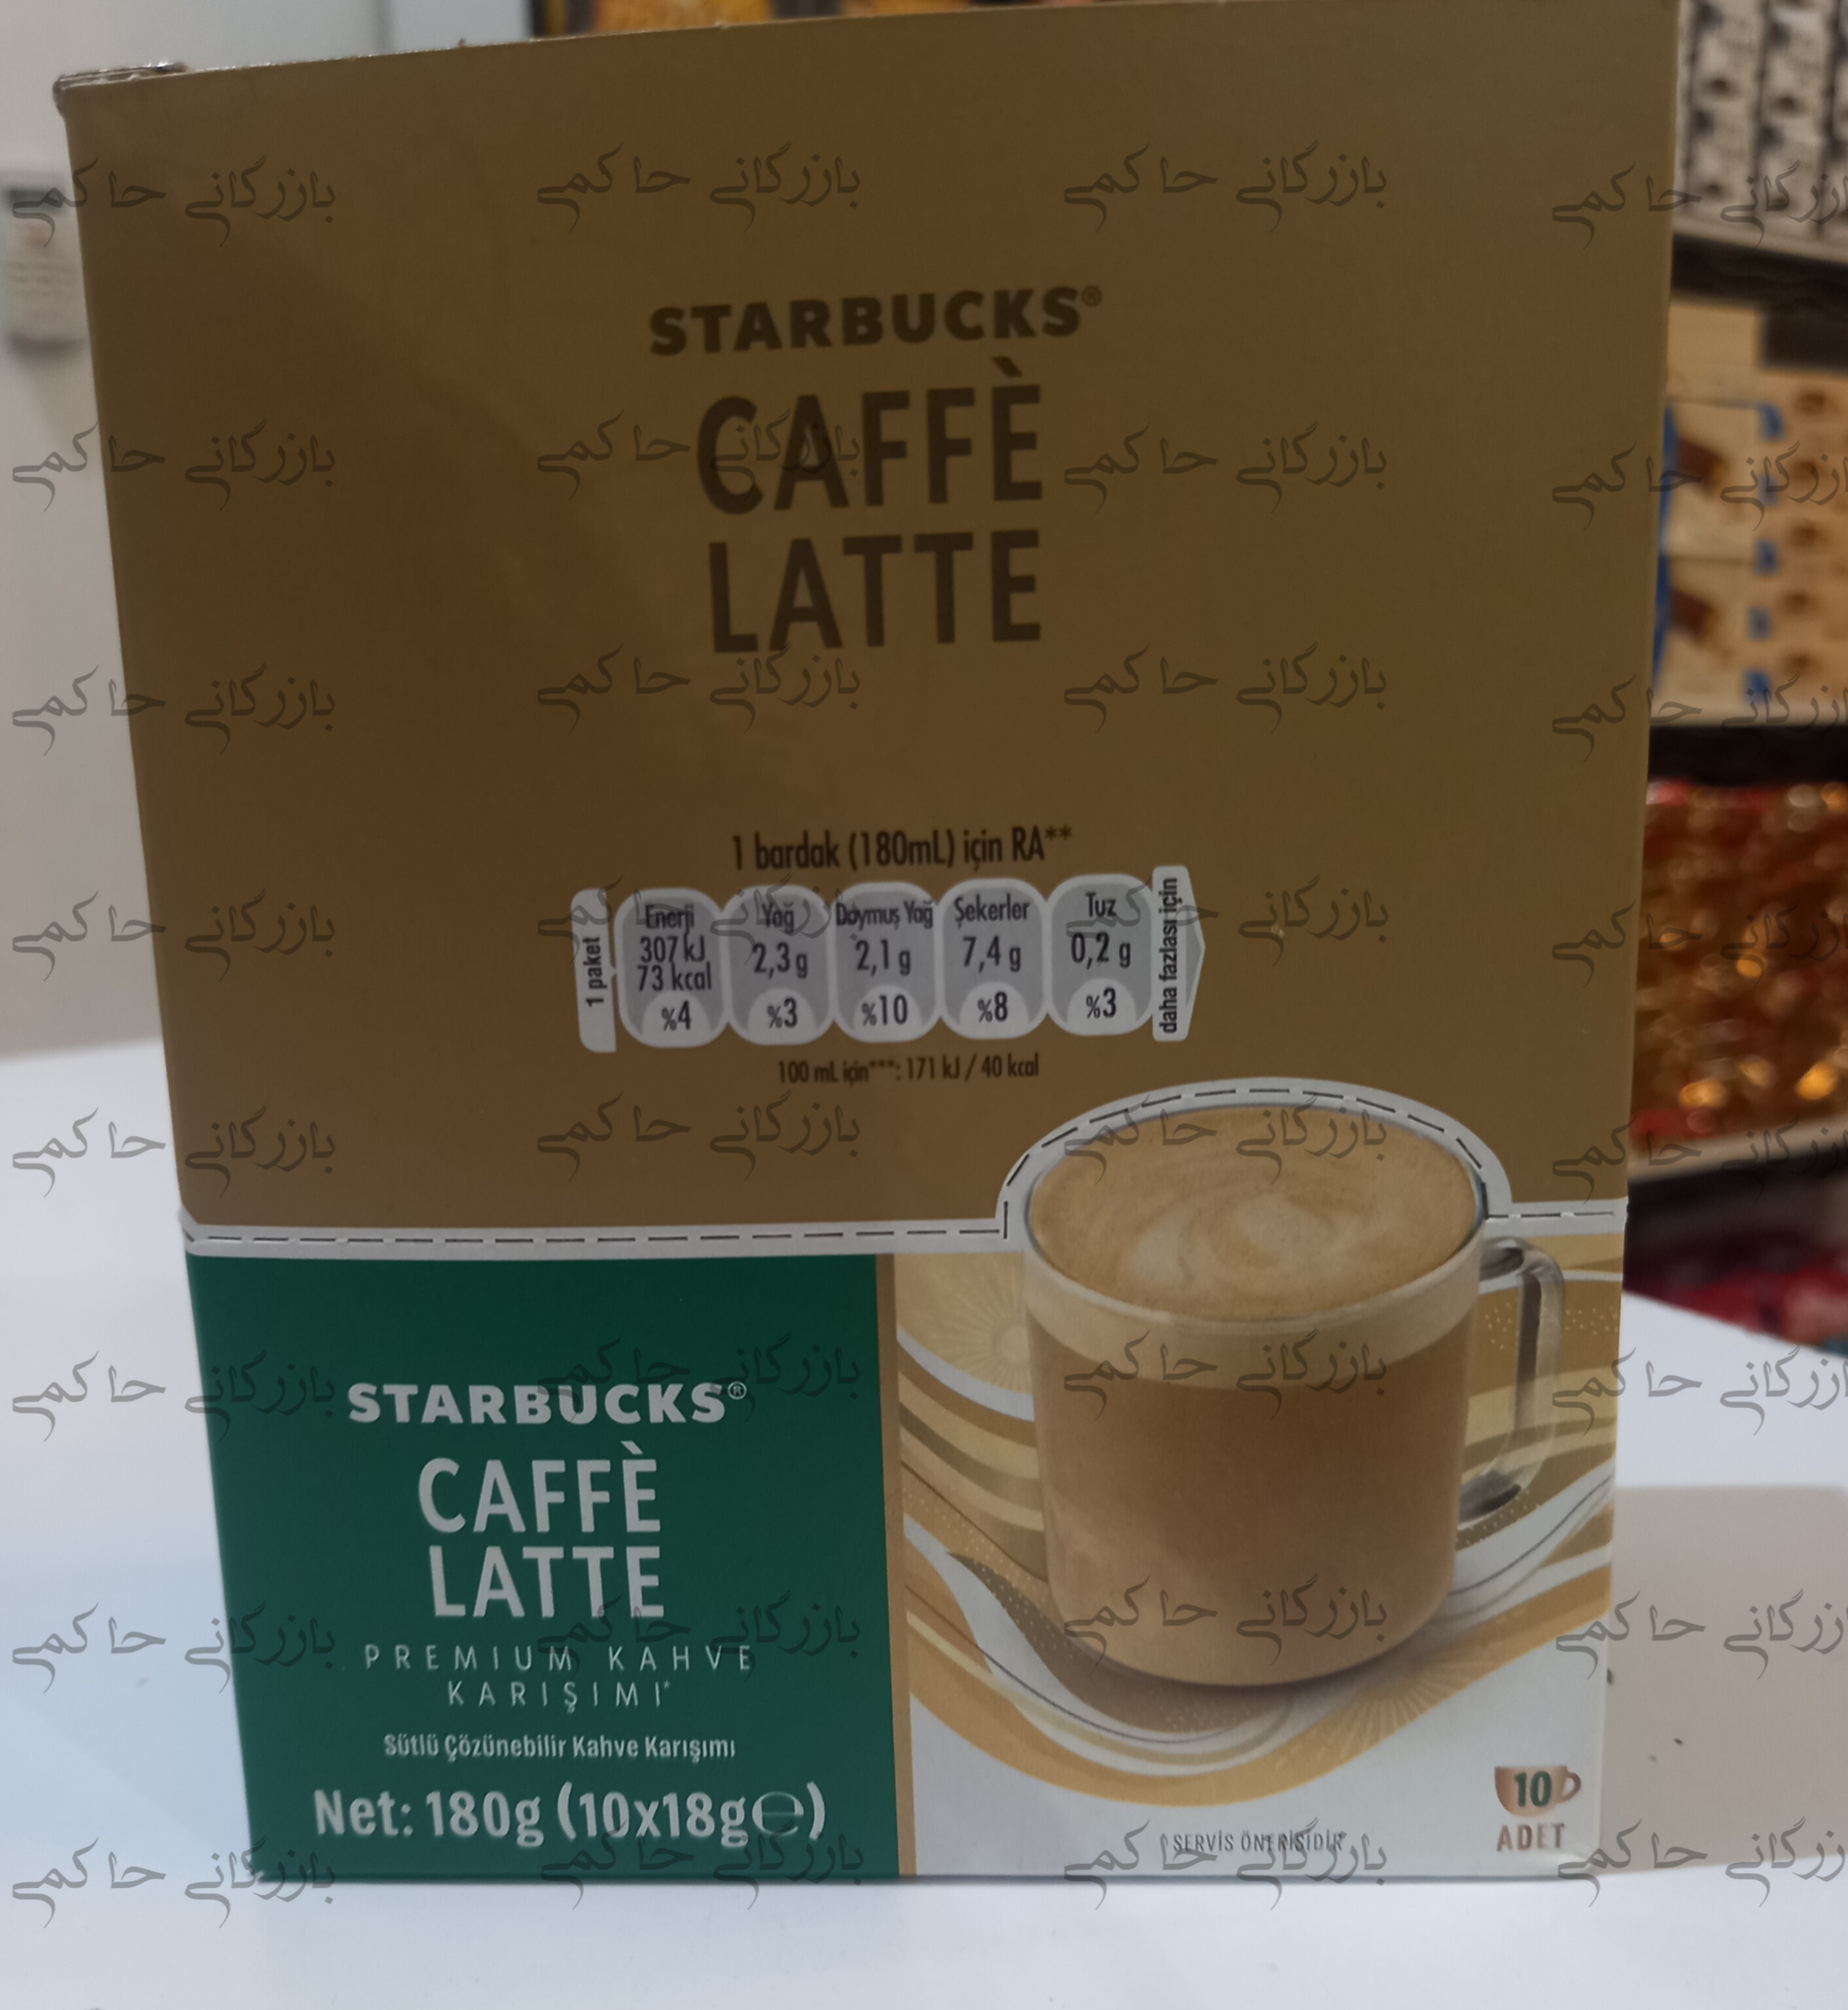 STARBUCKS®
CAFFÈ
LATTE
1 bardak (180mL) için RA**
1 paket
Enerji
307 kJ
73 kcal
%4
Yağ
2,3 g
%3
Doymuş Yağ
2,1 g
%10
Şekerler
7,4 g
%8
Tuz
0,2 g
%3
daha fazlası için
100 mL için***: 171 kJ / 40 kcal
STARBUCKS®
CAFFÈ
LATTE
PREMIUM KAHVE
KARIŞIMI*
Sütlü Çözünebilir Kahve Karışımı
Net: 180g (10x18g℮)
10
ADET
SERVİS ÖNERİSİDİR
بازرگانی حاکمی